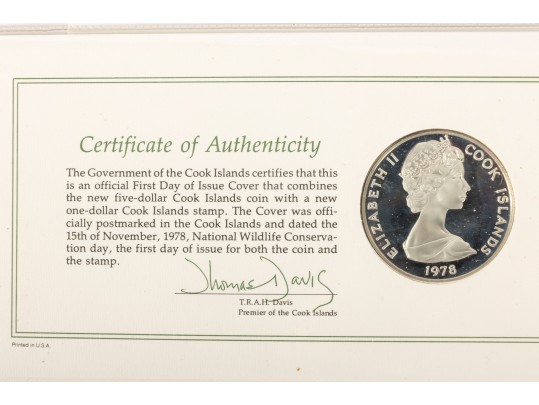 Certificate of Authenticity
The Government of the Cook Islands certifies that this
is an official First Day of Issue Cover that combines
the new five-dollar Cook Islands coin with a new
one-dollar Cook Islands stamp. The Cover was offi-
cially postmarked in the Cook Islands and dated the
15th of November, 1978, National Wildlife Conserva-
tion day, the first day of issue for both the coin and
the stamp.
Thomas Davis
T.R.A.H. Davis
Premier of the Cook Islands
Printed in U.S.A.
ELIZABETH II
COOK ISLANDS
1978